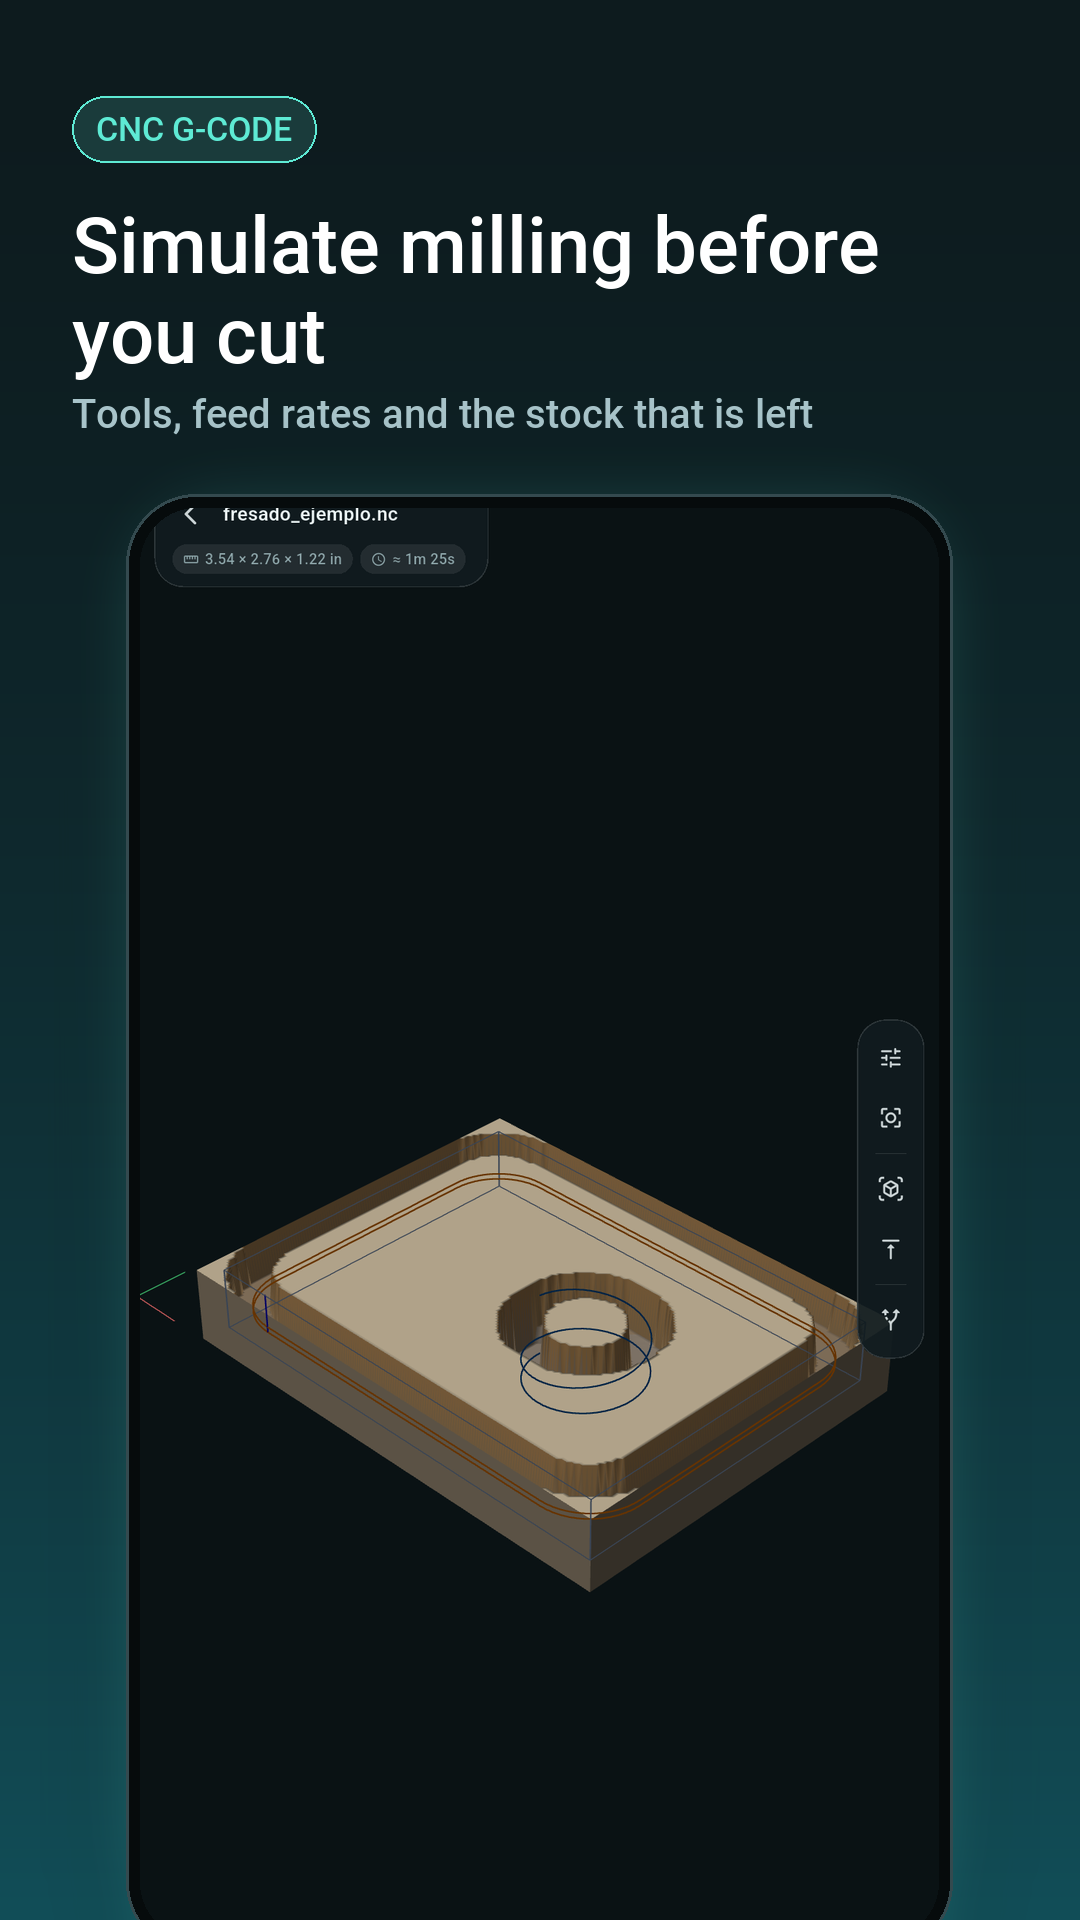 CNC G-CODE
Simulate milling before
you cut
Tools, feed rates and the stock that is left
fresado_ejemplo.nc
3.54 × 2.76 × 1.22 in
≈ 1m 25s